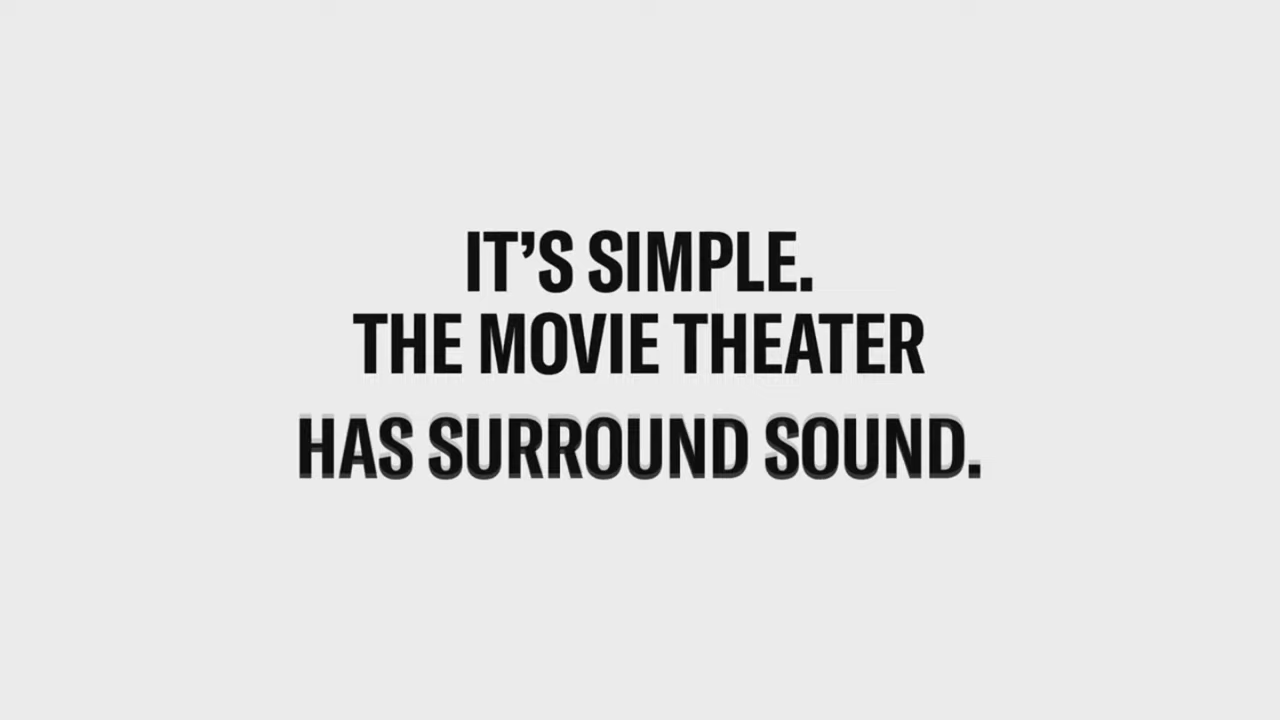 IT’S SIMPLE.
THE MOVIE THEATER
HAS SURROUND SOUND.